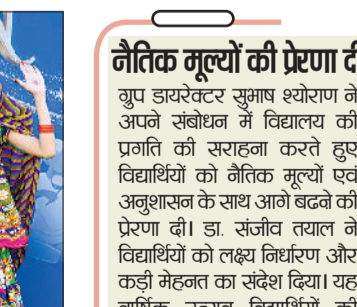 नैतिक मूल्यों की प्रेरणा दी
ग्रुप डायरेक्टर सुभाष श्योराण ने
अपने संबोधन में विद्यालय की
प्रगति की सराहना करते हुए
विद्यार्थियों को नैतिक मूल्यों एवं
अनुशासन के साथ आगे बढने की
प्रेरणा दी। डा. संजीव तयाल ने
विद्यार्थियों को लक्ष्य निर्धारण और
कड़ी मेहनत का संदेश दिया। यह